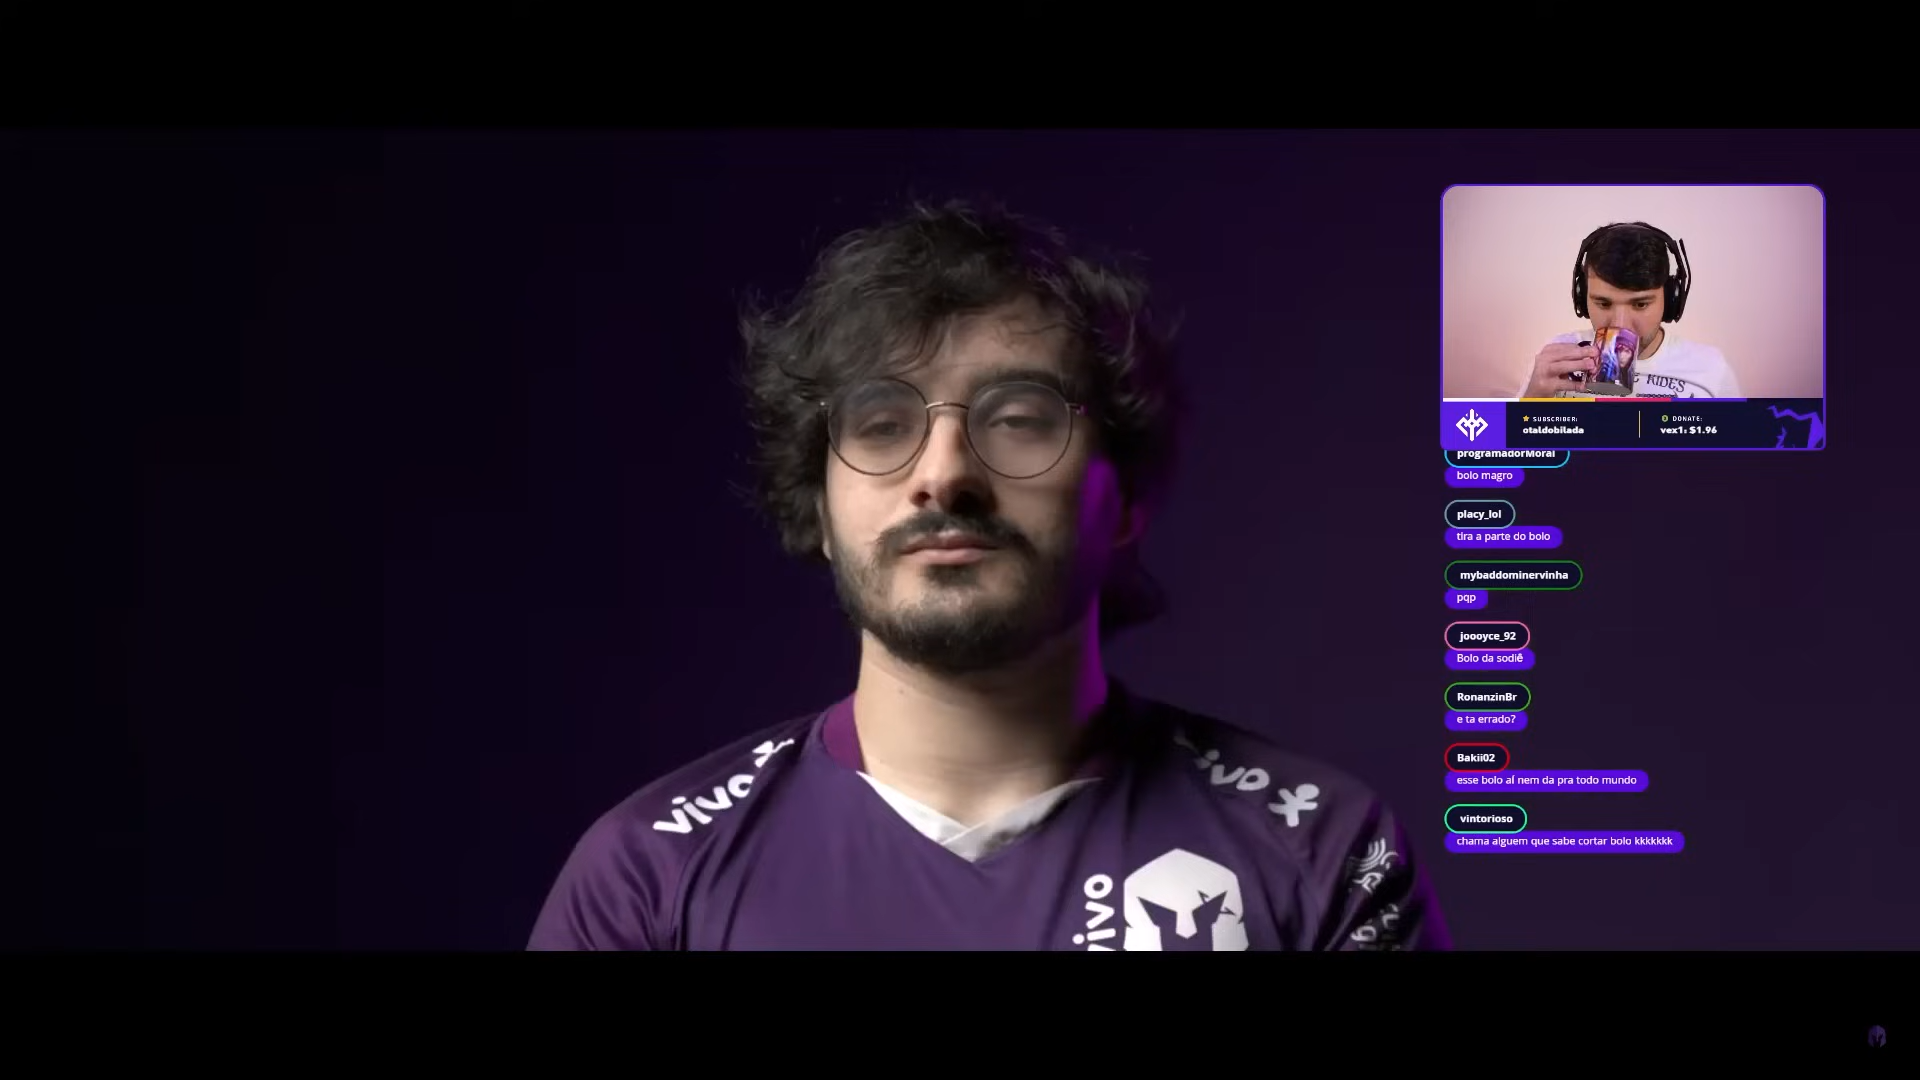 vivo
vivo
vivo
E RIDES
SUBSCRIBER:
otaldobilada
DONATE:
vex1: $1.96
programadorMoral
bolo magro
placy_lol
tira a parte do bolo
mybaddominervinha
pqp
joooyce_92
Bolo da sodiê
RonanzinBr
e ta errado?
Bakii02
esse bolo aí nem da pra todo mundo
vintorioso
chama alguem que sabe cortar bolo kkkkkkk